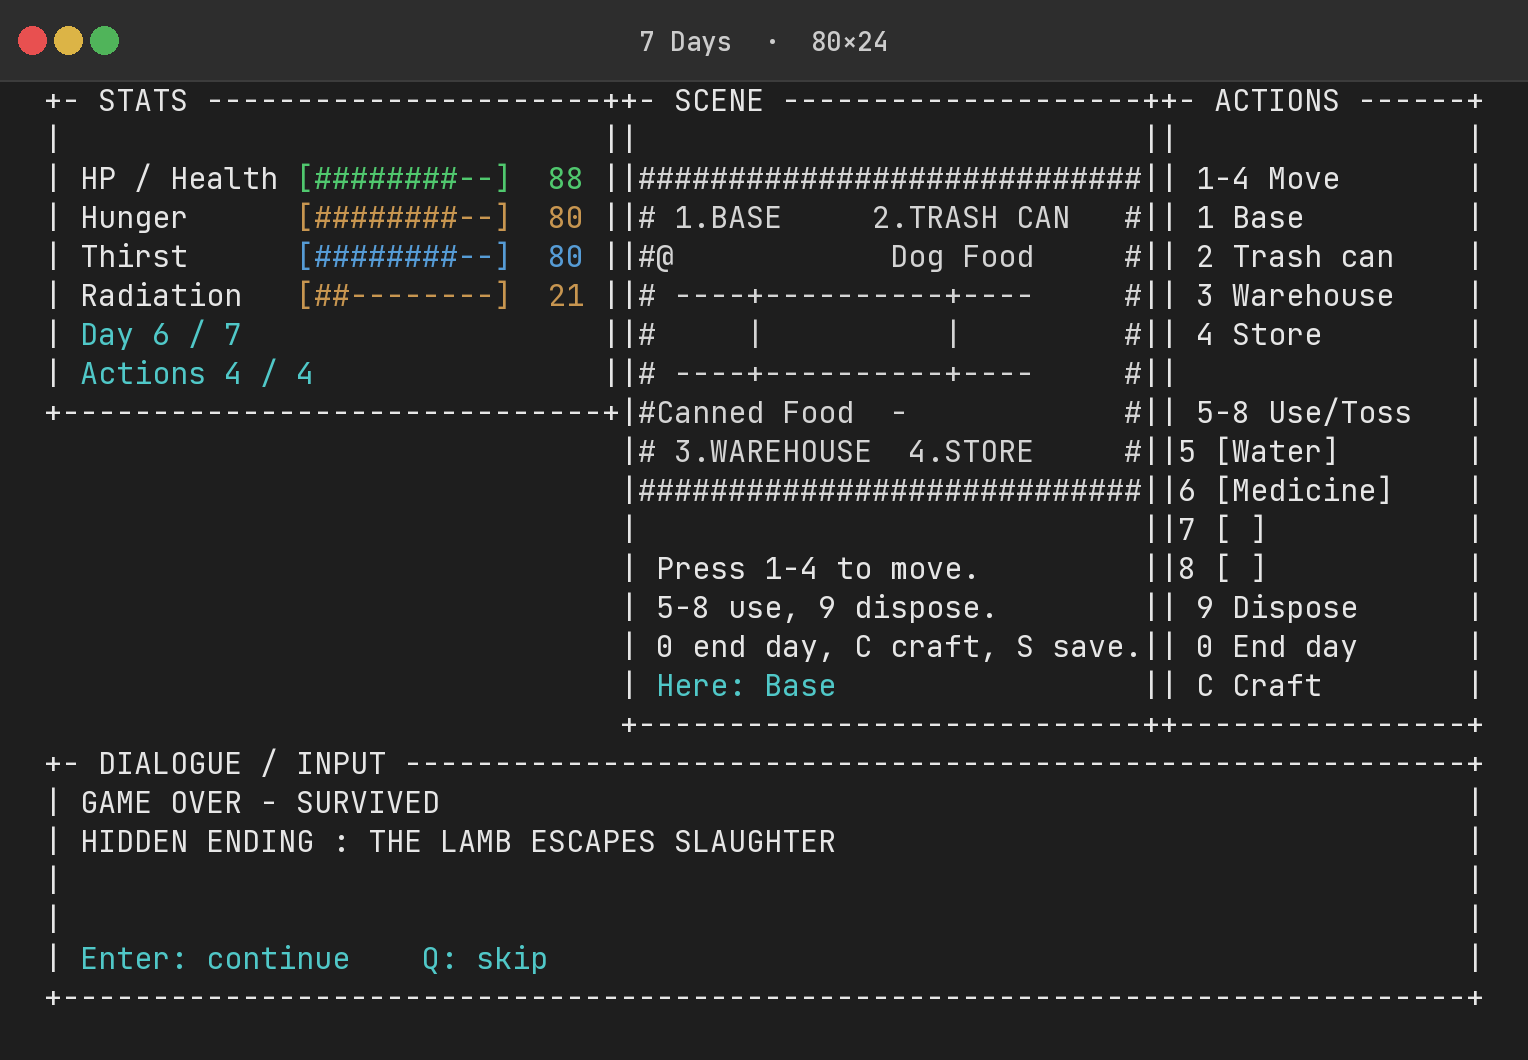 7 Days · 80×24
+- STATS ----------------------++- SCENE --------------------++- ACTIONS ------+
|                              ||                            ||                |
| HP / Health [########--]  88 ||############################|| 1-4 Move       |
| Hunger      [########--]  80 ||# 1.BASE     2.TRASH CAN   #|| 1 Base         |
| Thirst      [########--]  80 ||#@            Dog Food     #|| 2 Trash can    |
| Radiation   [##--------]  21 ||# ----+----------+----     #|| 3 Warehouse    |
| Day 6 / 7                    ||#     |          |         #|| 4 Store        |
| Actions 4 / 4                ||# ----+----------+----     #||                |
+------------------------------+|#Canned Food  -            #|| 5-8 Use/Toss   |
                                |# 3.WAREHOUSE  4.STORE     #||5 [Water]       |
                                |############################||6 [Medicine]    |
                                |                            ||7 [ ]           |
                                | Press 1-4 to move.         ||8 [ ]           |
                                | 5-8 use, 9 dispose.        || 9 Dispose      |
                                | 0 end day, C craft, S save.|| 0 End day      |
                                | Here: Base                 || C Craft        |
                                +----------------------------++----------------+
+- DIALOGUE / INPUT -----------------------------------------------------------+
| GAME OVER - SURVIVED                                                         |
| HIDDEN ENDING : THE LAMB ESCAPES SLAUGHTER                                   |
|                                                                              |
|                                                                              |
| Enter: continue    Q: skip                                                   |
+------------------------------------------------------------------------------+